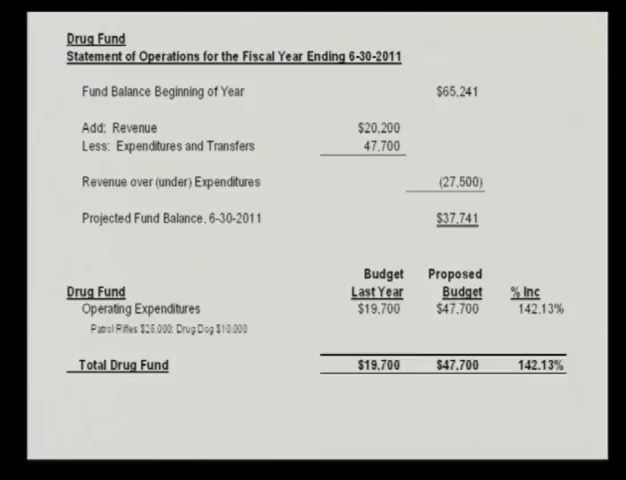 Drug Fund
Statement of Operations for the Fiscal Year Ending 6-30-2011
Fund Balance Beginning of Year $65,241
Add: Revenue $20,200
Less: Expenditures and Transfers 47,700
Revenue over (under) Expenditures (27,500)
Projected Fund Balance, 6-30-2011 $37,741
Budget Proposed
Drug Fund Last Year Budget % Inc
Operating Expenditures $19,700 $47,700 142.13%
Patrol Rifles $25,000; Drug Dog $10,000
Total Drug Fund $19,700 $47,700 142.13%